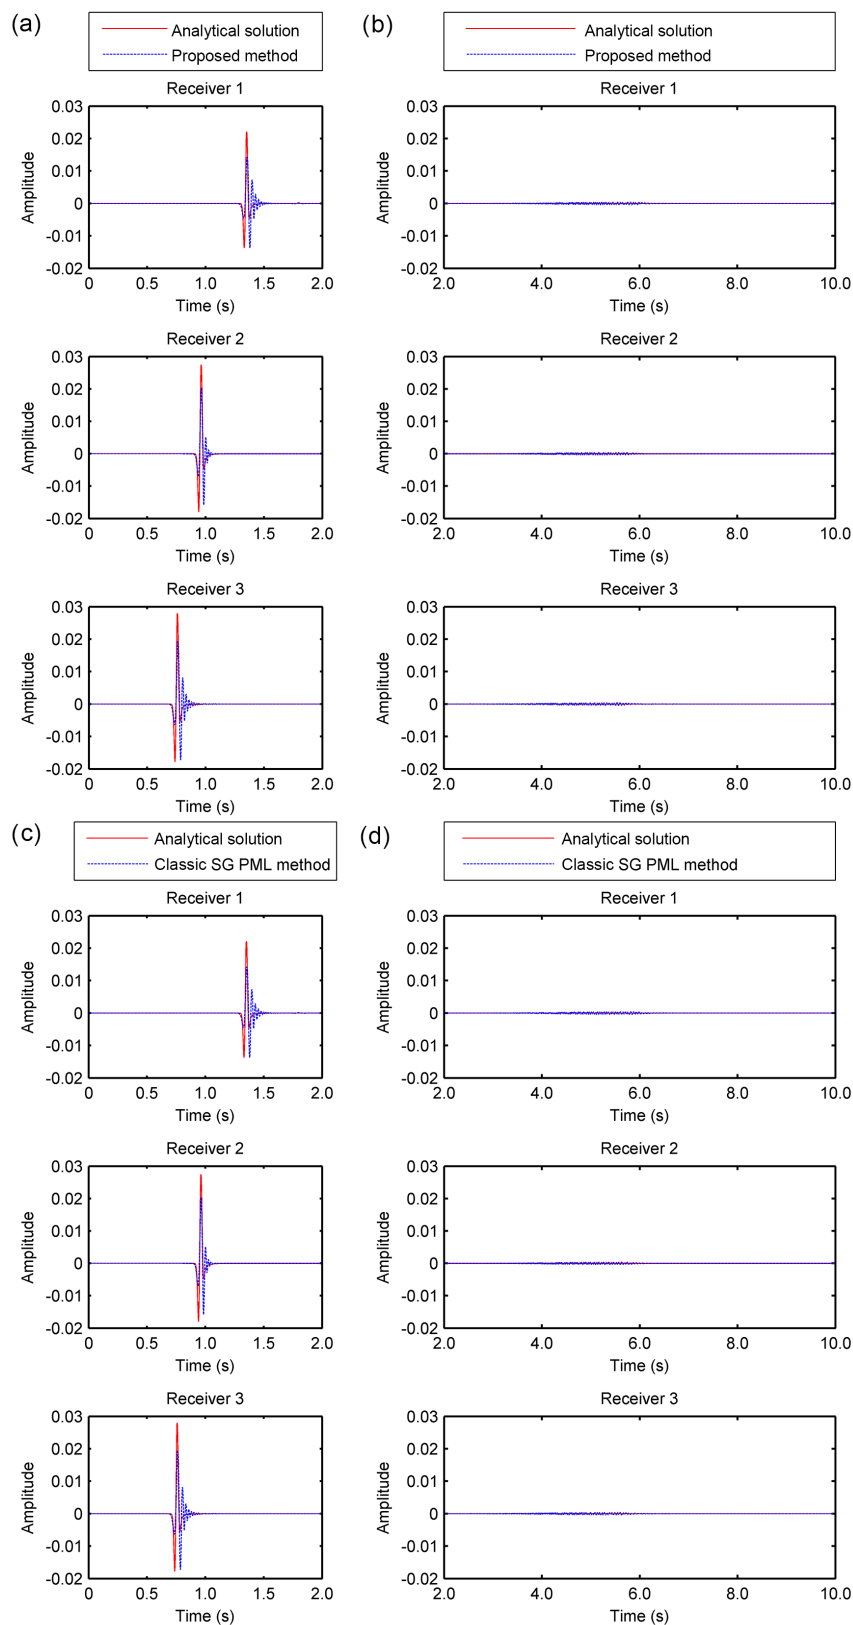 (a)
Analytical solution
Proposed method
Receiver 1
0.03
0.02
0.01
0
-0.01
-0.02
Amplitude
0 0.5 1.0 1.5 2.0
Time (s)
Receiver 2
0.03
0.02
0.01
0
-0.01
-0.02
Amplitude
0 0.5 1.0 1.5 2.0
Time (s)
Receiver 3
0.03
0.02
0.01
0
-0.01
-0.02
Amplitude
0 0.5 1.0 1.5 2.0
Time (s)
(b)
Analytical solution
Proposed method
Receiver 1
0.03
0.02
0.01
0
-0.01
-0.02
Amplitude
2.0 4.0 6.0 8.0 10.0
Time (s)
Receiver 2
0.03
0.02
0.01
0
-0.01
-0.02
Amplitude
2.0 4.0 6.0 8.0 10.0
Time (s)
Receiver 3
0.03
0.02
0.01
0
-0.01
-0.02
Amplitude
2.0 4.0 6.0 8.0 10.0
Time (s)
(c)
Analytical solution
Classic SG PML method
Receiver 1
0.03
0.02
0.01
0
-0.01
-0.02
Amplitude
0 0.5 1.0 1.5 2.0
Time (s)
Receiver 2
0.03
0.02
0.01
0
-0.01
-0.02
Amplitude
0 0.5 1.0 1.5 2.0
Time (s)
Receiver 3
0.03
0.02
0.01
0
-0.01
-0.02
Amplitude
0 0.5 1.0 1.5 2.0
Time (s)
(d)
Analytical solution
Classic SG PML method
Receiver 1
0.03
0.02
0.01
0
-0.01
-0.02
Amplitude
2.0 4.0 6.0 8.0 10.0
Time (s)
Receiver 2
0.03
0.02
0.01
0
-0.01
-0.02
Amplitude
2.0 4.0 6.0 8.0 10.0
Time (s)
Receiver 3
0.03
0.02
0.01
0
-0.01
-0.02
Amplitude
2.0 4.0 6.0 8.0 10.0
Time (s)